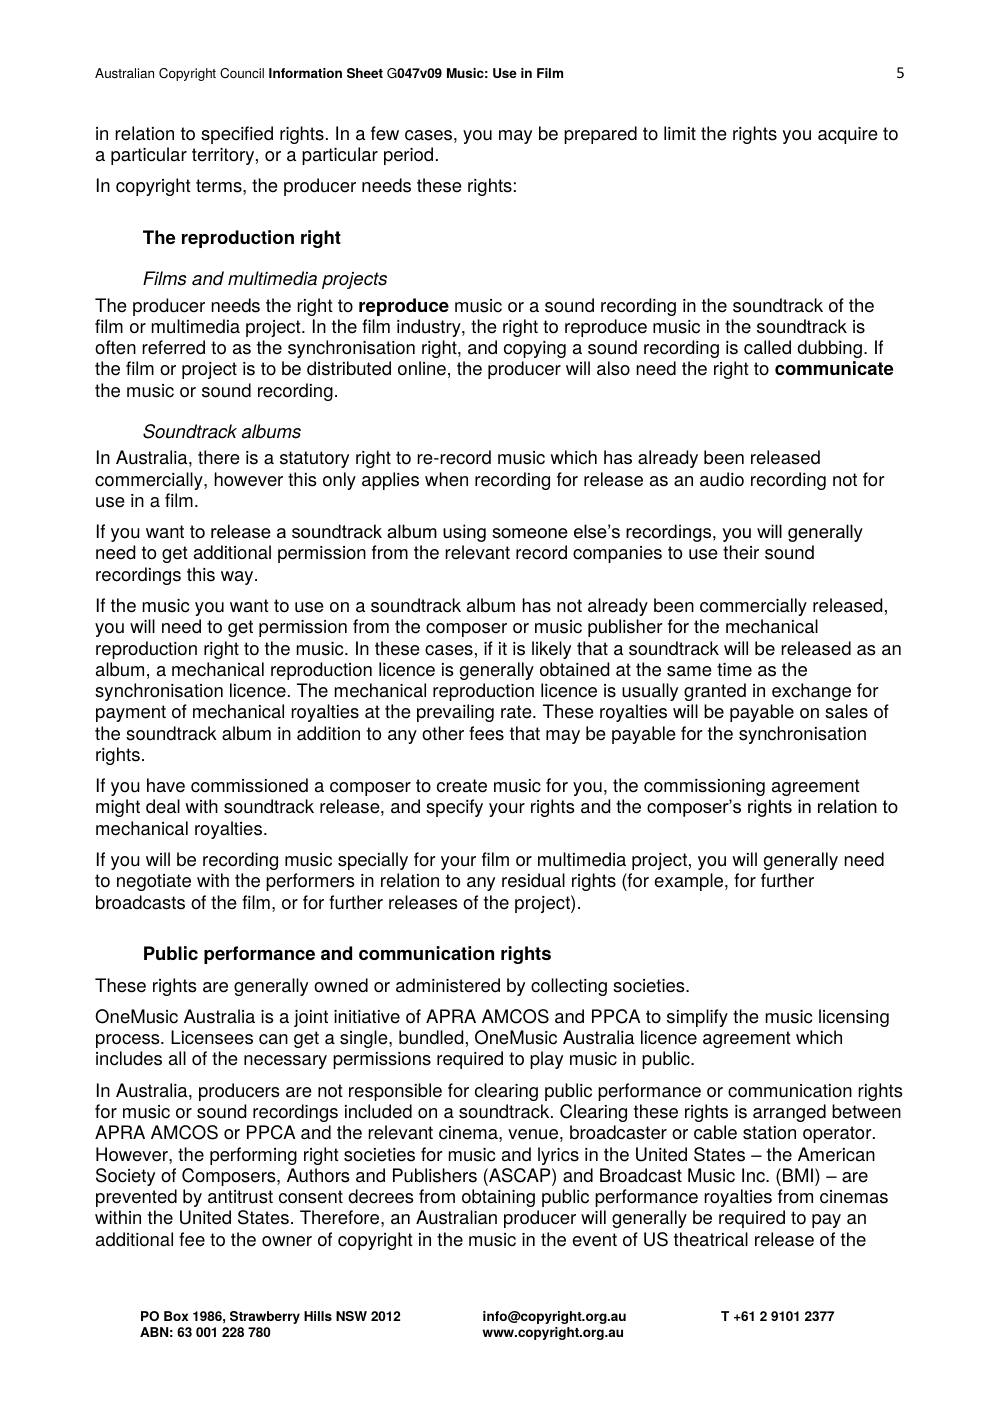 Australian Copyright Council Information Sheet G047v09 Music: Use in Film 5
in relation to specified rights. In a few cases, you may be prepared to limit the rights you acquire to
a particular territory, or a particular period.
In copyright terms, the producer needs these rights:
The reproduction right
Films and multimedia projects
The producer needs the right to reproduce music or a sound recording in the soundtrack of the
film or multimedia project. In the film industry, the right to reproduce music in the soundtrack is
often referred to as the synchronisation right, and copying a sound recording is called dubbing. If
the film or project is to be distributed online, the producer will also need the right to communicate
the music or sound recording.
Soundtrack albums
In Australia, there is a statutory right to re-record music which has already been released
commercially, however this only applies when recording for release as an audio recording not for
use in a film.
If you want to release a soundtrack album using someone else’s recordings, you will generally
need to get additional permission from the relevant record companies to use their sound
recordings this way.
If the music you want to use on a soundtrack album has not already been commercially released,
you will need to get permission from the composer or music publisher for the mechanical
reproduction right to the music. In these cases, if it is likely that a soundtrack will be released as an
album, a mechanical reproduction licence is generally obtained at the same time as the
synchronisation licence. The mechanical reproduction licence is usually granted in exchange for
payment of mechanical royalties at the prevailing rate. These royalties will be payable on sales of
the soundtrack album in addition to any other fees that may be payable for the synchronisation
rights.
If you have commissioned a composer to create music for you, the commissioning agreement
might deal with soundtrack release, and specify your rights and the composer’s rights in relation to
mechanical royalties.
If you will be recording music specially for your film or multimedia project, you will generally need
to negotiate with the performers in relation to any residual rights (for example, for further
broadcasts of the film, or for further releases of the project).
Public performance and communication rights
These rights are generally owned or administered by collecting societies.
OneMusic Australia is a joint initiative of APRA AMCOS and PPCA to simplify the music licensing
process. Licensees can get a single, bundled, OneMusic Australia licence agreement which
includes all of the necessary permissions required to play music in public.
In Australia, producers are not responsible for clearing public performance or communication rights
for music or sound recordings included on a soundtrack. Clearing these rights is arranged between
APRA AMCOS or PPCA and the relevant cinema, venue, broadcaster or cable station operator.
However, the performing right societies for music and lyrics in the United States – the American
Society of Composers, Authors and Publishers (ASCAP) and Broadcast Music Inc. (BMI) – are
prevented by antitrust consent decrees from obtaining public performance royalties from cinemas
within the United States. Therefore, an Australian producer will generally be required to pay an
additional fee to the owner of copyright in the music in the event of US theatrical release of the
PO Box 1986, Strawberry Hills NSW 2012 info@copyright.org.au T +61 2 9101 2377
ABN: 63 001 228 780 www.copyright.org.au